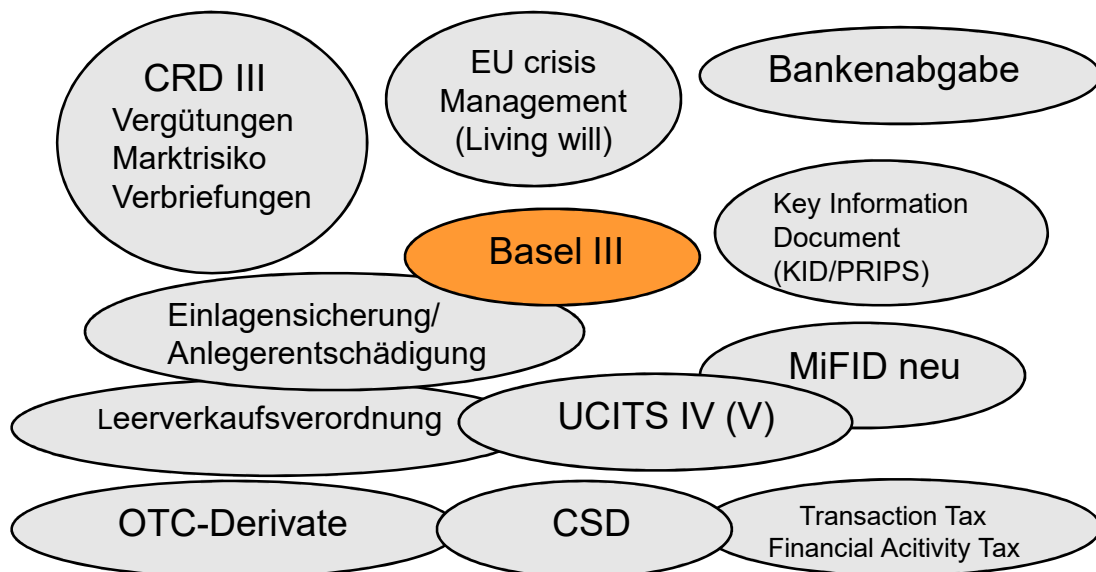 CRD III
Vergütungen
Marktrisiko
Verbriefungen
EU crisis
Management
(Living will)
Bankenabgabe
Key Information
Document
(KID/PRIPS)
Basel III
Einlagensicherung/
Anlegerentschädigung
MiFID neu
Leerverkaufsverordnung
UCITS IV (V)
OTC-Derivate
CSD
Transaction Tax
Financial Acitivity Tax